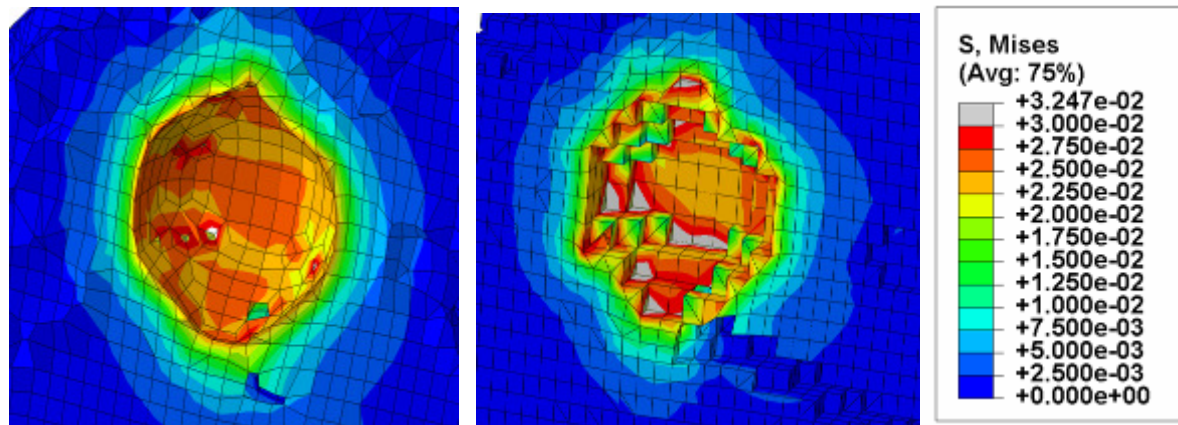 S, Mises
(Avg: 75%)
+3.247e-02
+3.000e-02
+2.750e-02
+2.500e-02
+2.250e-02
+2.000e-02
+1.750e-02
+1.500e-02
+1.250e-02
+1.000e-02
+7.500e-03
+5.000e-03
+2.500e-03
+0.000e+00